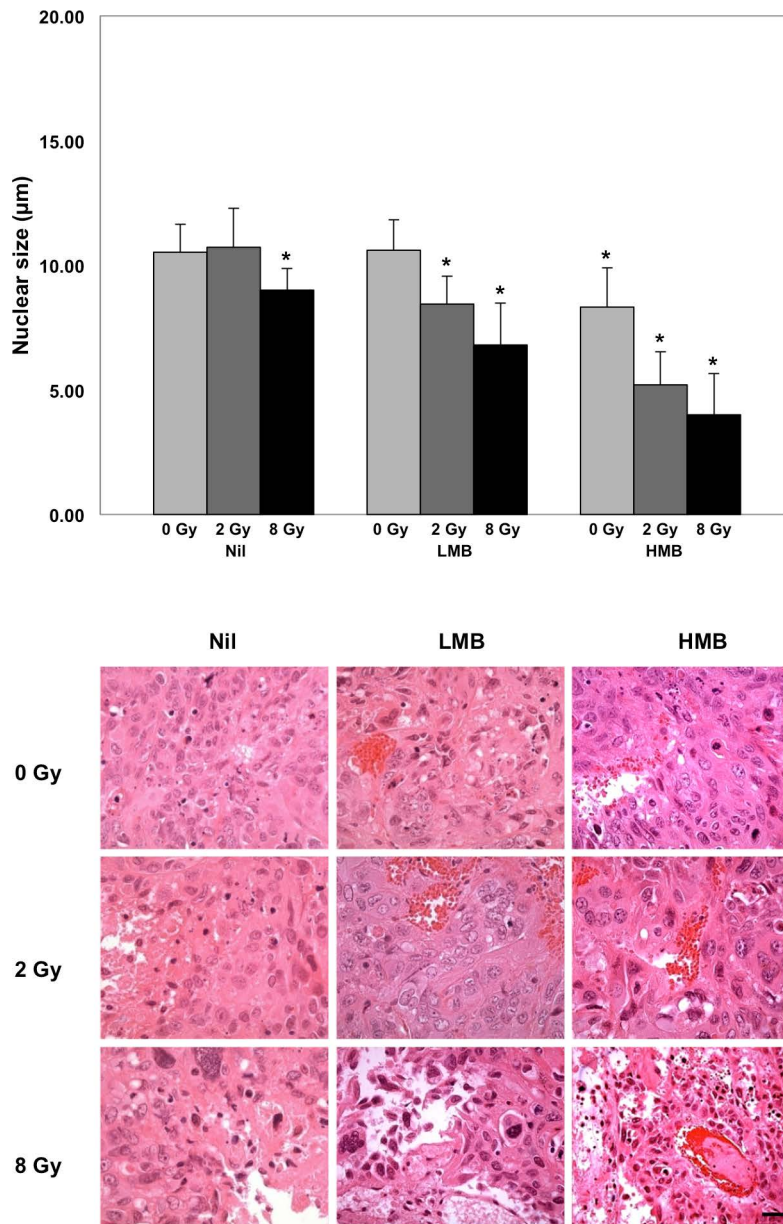 20.00
15.00
10.00
5.00
0.00
Nuclear size (µm)
*
* *
* * *
0 Gy 2 Gy 8 Gy 0 Gy 2 Gy 8 Gy 0 Gy 2 Gy 8 Gy
Nil LMB HMB
Nil LMB HMB
0 Gy
2 Gy
8 Gy